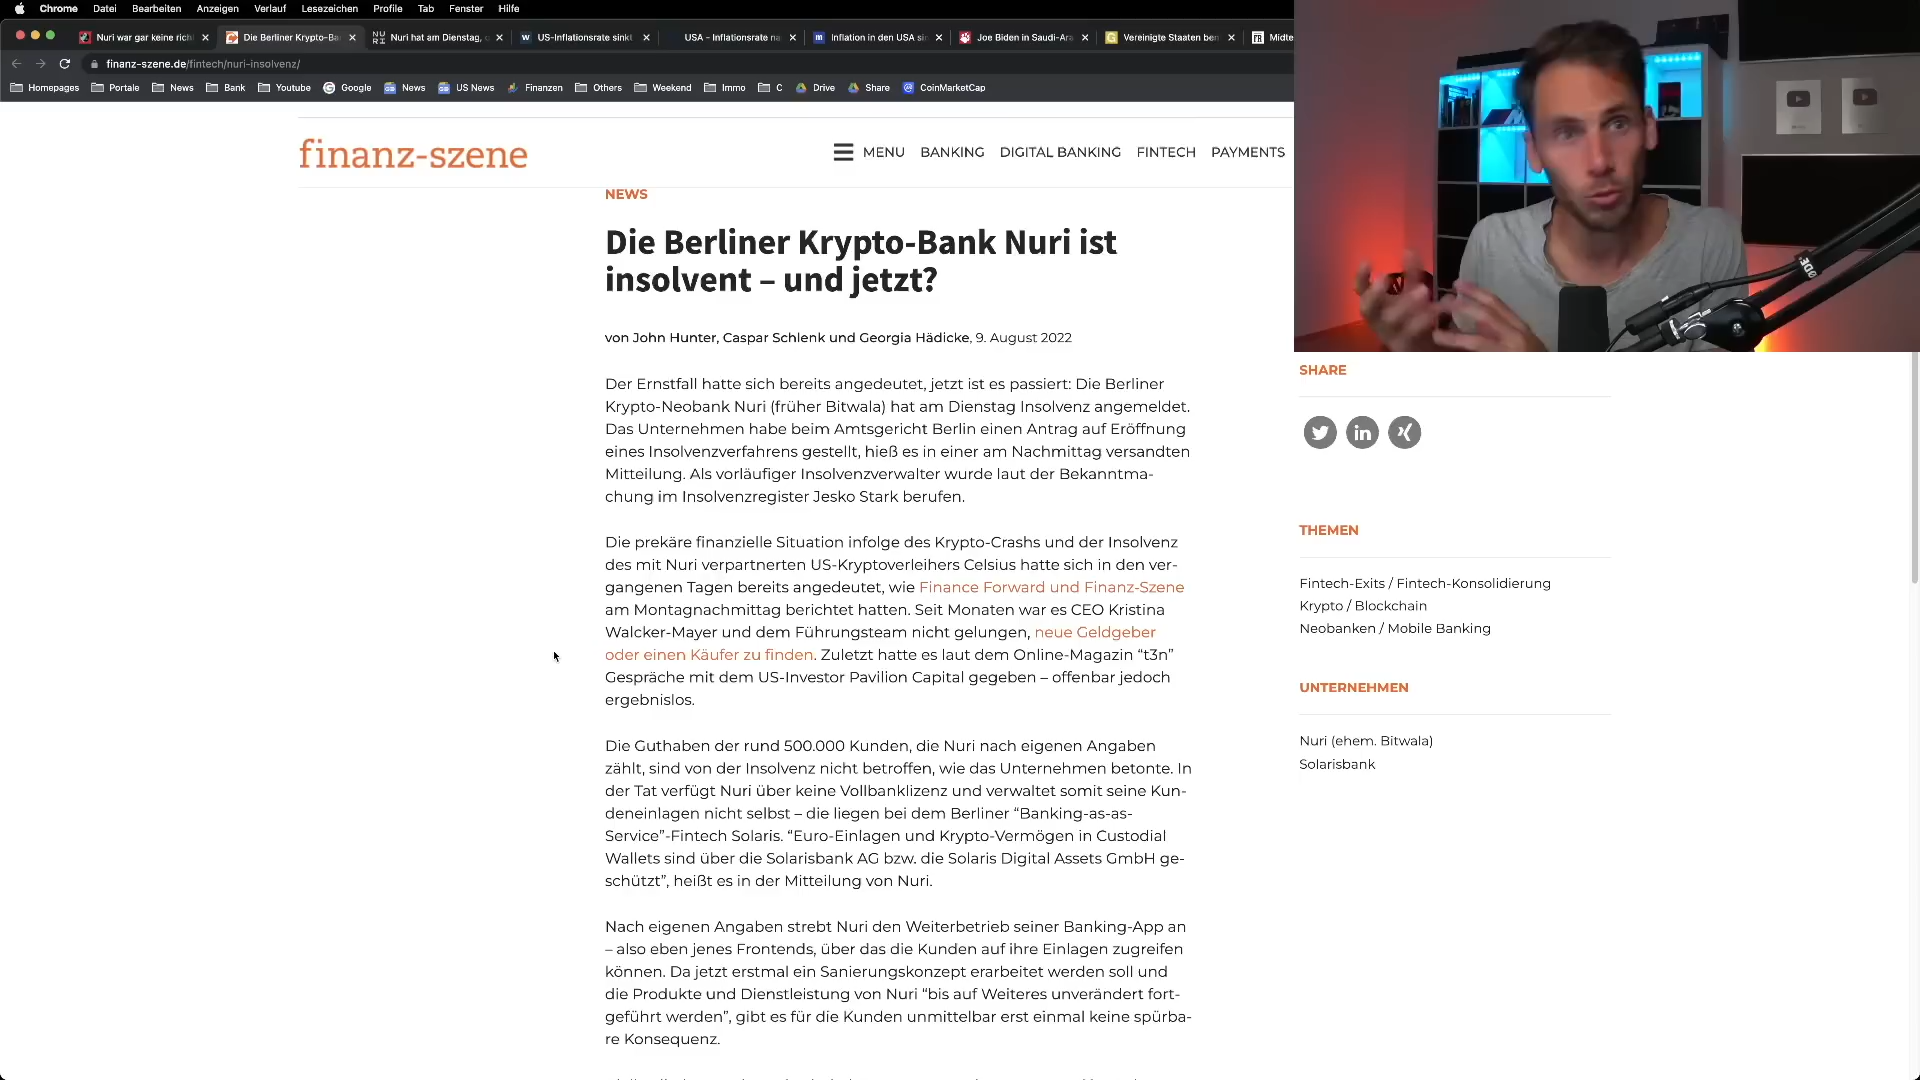 Chrome Datei Bearbeiten Anzeigen Verlauf Lesezeichen Profile Tab Fenster Hilfe
Nuri war gar keine rich
Die Berliner Krypto-Ba
NURI
Nuri hat am Dienstag,
US-Inflationsrate sinkt
USA - Inflationsrate na
Inflation in den USA si
Joe Biden in Saudi-Ara
Vereinigte Staaten ber
Midte
finanz-szene.de/fintech/nuri-insolvenz/
Homepages Portale News Bank Youtube Google News US News Finanzen Others Weekend Immo C Drive Share CoinMarketCap
finanz-szene
MENU BANKING DIGITAL BANKING FINTECH PAYMENTS
NEWS
Die Berliner Krypto-Bank Nuri ist
insolvent – und jetzt?
von John Hunter, Caspar Schlenk und Georgia Hädicke, 9. August 2022
Der Ernstfall hatte sich bereits angedeutet, jetzt ist es passiert: Die Berliner
Krypto-Neobank Nuri (früher Bitwala) hat am Dienstag Insolvenz angemeldet.
Das Unternehmen habe beim Amtsgericht Berlin einen Antrag auf Eröffnung
eines Insolvenzverfahrens gestellt, hieß es in einer am Nachmittag versandten
Mitteilung. Als vorläufiger Insolvenzverwalter wurde laut der Bekanntma-
chung im Insolvenzregister Jesko Stark berufen.
Die prekäre finanzielle Situation infolge des Krypto-Crashs und der Insolvenz
des mit Nuri verpartnerten US-Kryptoverleihers Celsius hatte sich in den ver-
gangenen Tagen bereits angedeutet, wie Finance Forward und Finanz-Szene
am Montagnachmittag berichtet hatten. Seit Monaten war es CEO Kristina
Walcker-Mayer und dem Führungsteam nicht gelungen, neue Geldgeber
oder einen Käufer zu finden. Zuletzt hatte es laut dem Online-Magazin “t3n”
Gespräche mit dem US-Investor Pavilion Capital gegeben – offenbar jedoch
ergebnislos.
Die Guthaben der rund 500.000 Kunden, die Nuri nach eigenen Angaben
zählt, sind von der Insolvenz nicht betroffen, wie das Unternehmen betonte. In
der Tat verfügt Nuri über keine Vollbanklizenz und verwaltet somit seine Kun-
deneinlagen nicht selbst – die liegen bei dem Berliner “Banking-as-as-
Service”-Fintech Solaris. “Euro-Einlagen und Krypto-Vermögen in Custodial
Wallets sind über die Solarisbank AG bzw. die Solaris Digital Assets GmbH ge-
schützt”, heißt es in der Mitteilung von Nuri.
Nach eigenen Angaben strebt Nuri den Weiterbetrieb seiner Banking-App an
– also eben jenes Frontends, über das die Kunden auf ihre Einlagen zugreifen
können. Da jetzt erstmal ein Sanierungskonzept erarbeitet werden soll und
die Produkte und Dienstleistung von Nuri “bis auf Weiteres unverändert fort-
geführt werden”, gibt es für die Kunden unmittelbar erst einmal keine spürba-
re Konsequenz.
SHARE
THEMEN
Fintech-Exits / Fintech-Konsolidierung
Krypto / Blockchain
Neobanken / Mobile Banking
UNTERNEHMEN
Nuri (ehem. Bitwala)
Solarisbank